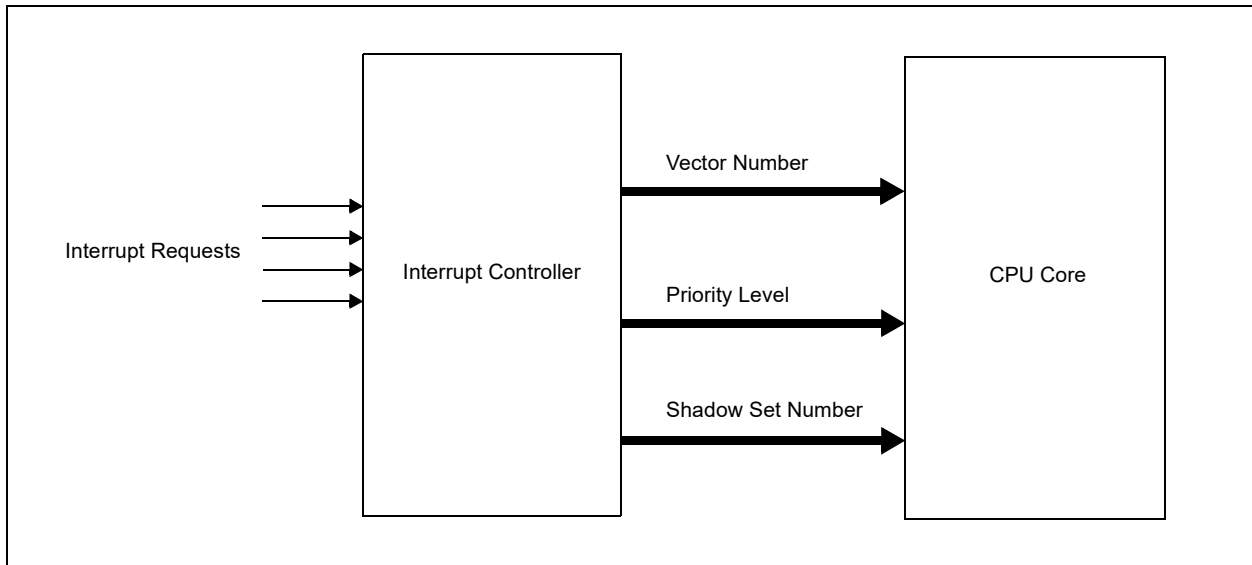 Interrupt Requests
Interrupt Controller
Vector Number
Priority Level
Shadow Set Number
CPU Core